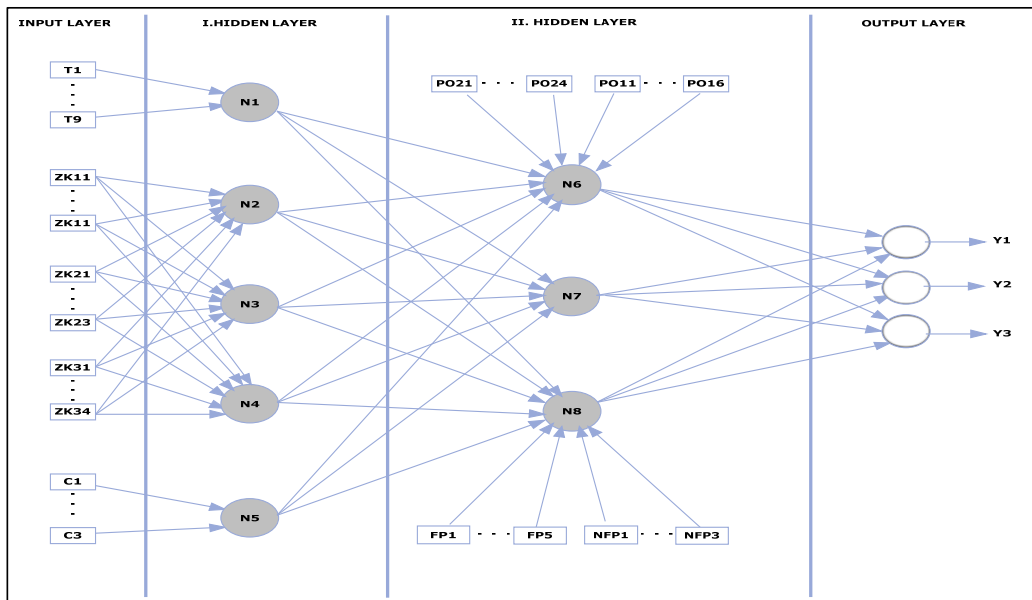 INPUT LAYER
I.HIDDEN LAYER
II. HIDDEN LAYER
OUTPUT LAYER
T1
T9
ZK11
ZK11
ZK21
ZK23
ZK31
ZK34
C1
C3
N1
N2
N3
N4
N5
PO21 - - - PO24
PO11 - - - PO16
N6
N7
N8
FP1 - - - FP5
NFP1 - - - NFP3
Y1
Y2
Y3